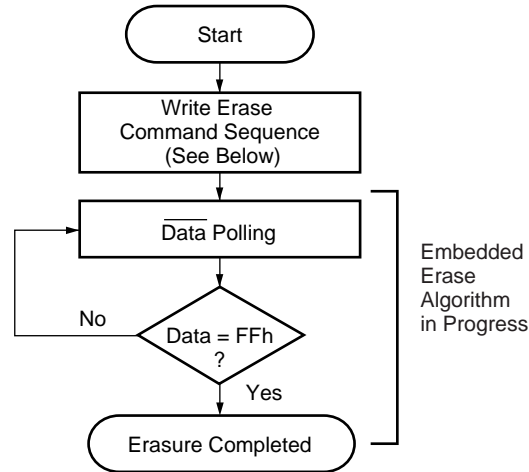 Start
Write Erase
Command Sequence
(See Below)
Data Polling
Data = FFh
?
No
Yes
Erasure Completed
Embedded
Erase
Algorithm
in Progress